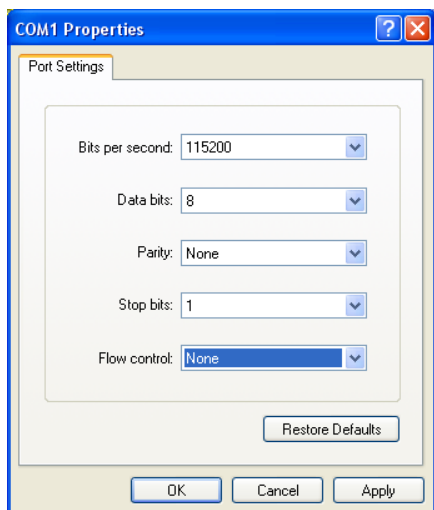 COM1 Properties
Port Settings
Bits per second: 115200
Data bits: 8
Parity: None
Stop bits: 1
Flow control: None
Restore Defaults
OK Cancel Apply